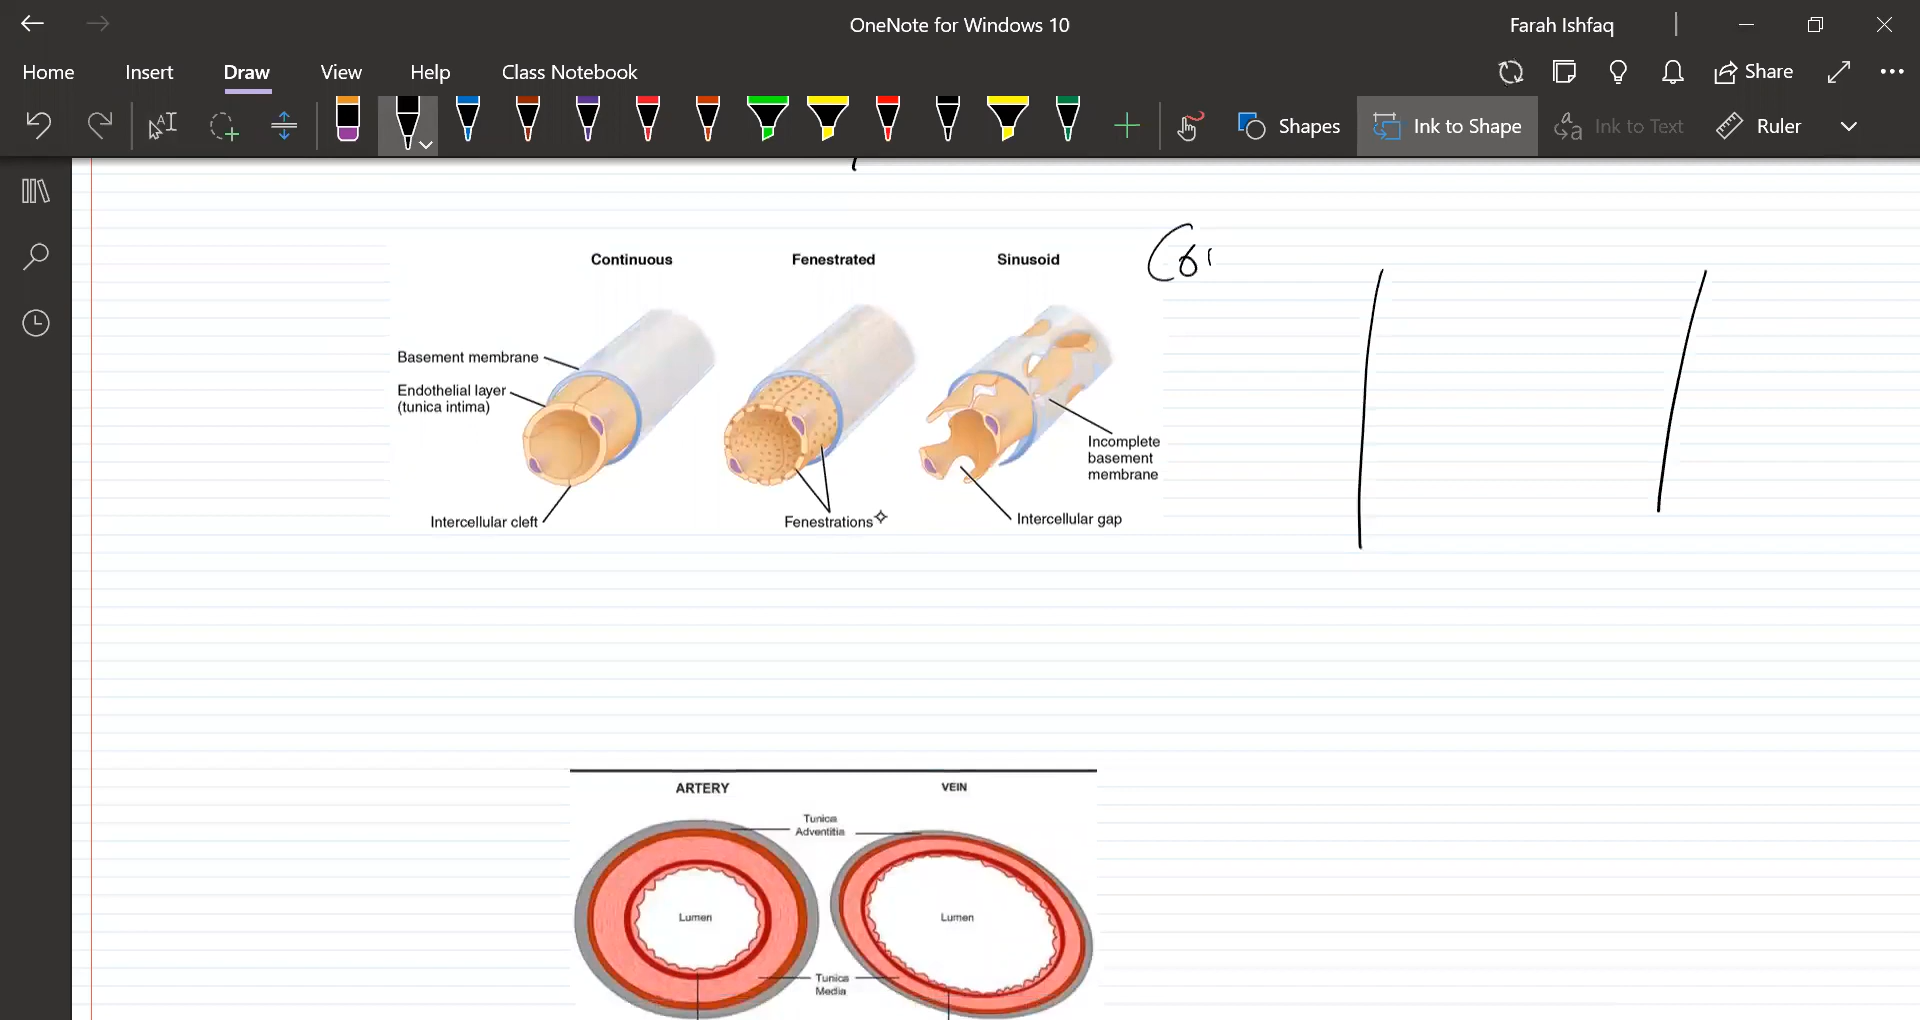 OneNote for Windows 10
Farah Ishfaq
Home Insert Draw View Help Class Notebook
Share
Shapes Ink to Shape Ink to Text Ruler
Continuous Fenestrated Sinusoid
Basement membrane
Endothelial layer
(tunica intima)
Incomplete
basement
membrane
Intercellular cleft
Fenestrations
Intercellular gap
ARTERY VEIN
Tunica
Adventitia
Lumen Lumen
Tunica
Media